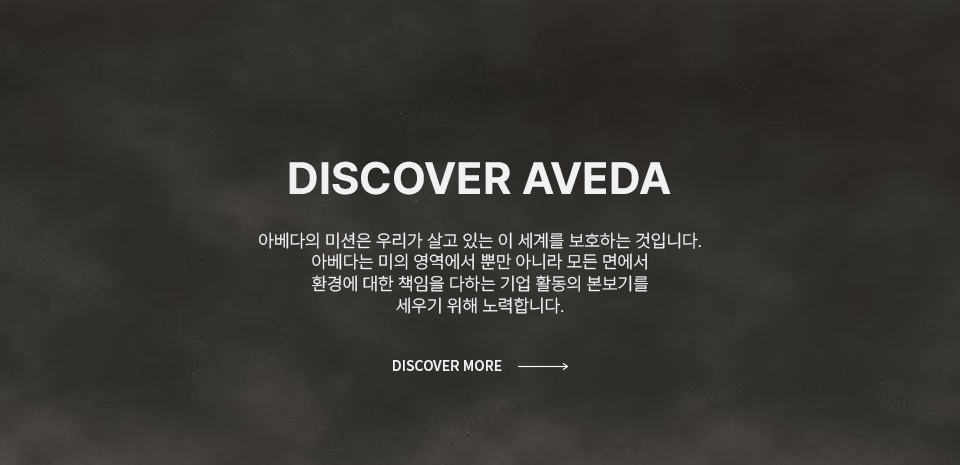 DISCOVER AVEDA
아베다의 미션은 우리가 살고 있는 이 세계를 보호하는 것입니다.
아베다는 미의 영역에서 뿐만 아니라 모든 면에서
환경에 대한 책임을 다하는 기업 활동의 본보기를
세우기 위해 노력합니다.
DISCOVER MORE